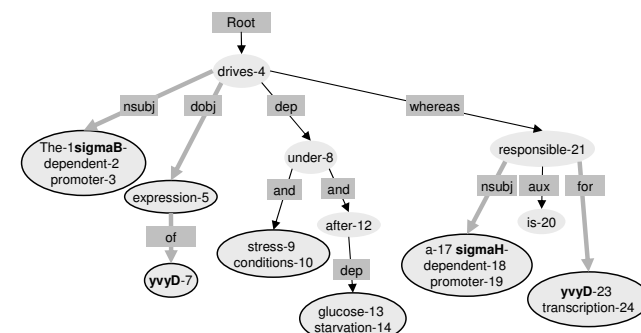 Root
drives-4
nsubj
dobj
dep
whereas
The-1sigmaB-
dependent-2
promoter-3
under-8
responsible-21
expression-5
and
and
nsubj
aux
for
of
stress-9
conditions-10
after-12
is-20
a-17 sigmaH-
dependent-18
promoter-19
yvyD-7
dep
yvyD-23
transcription-24
glucose-13
starvation-14